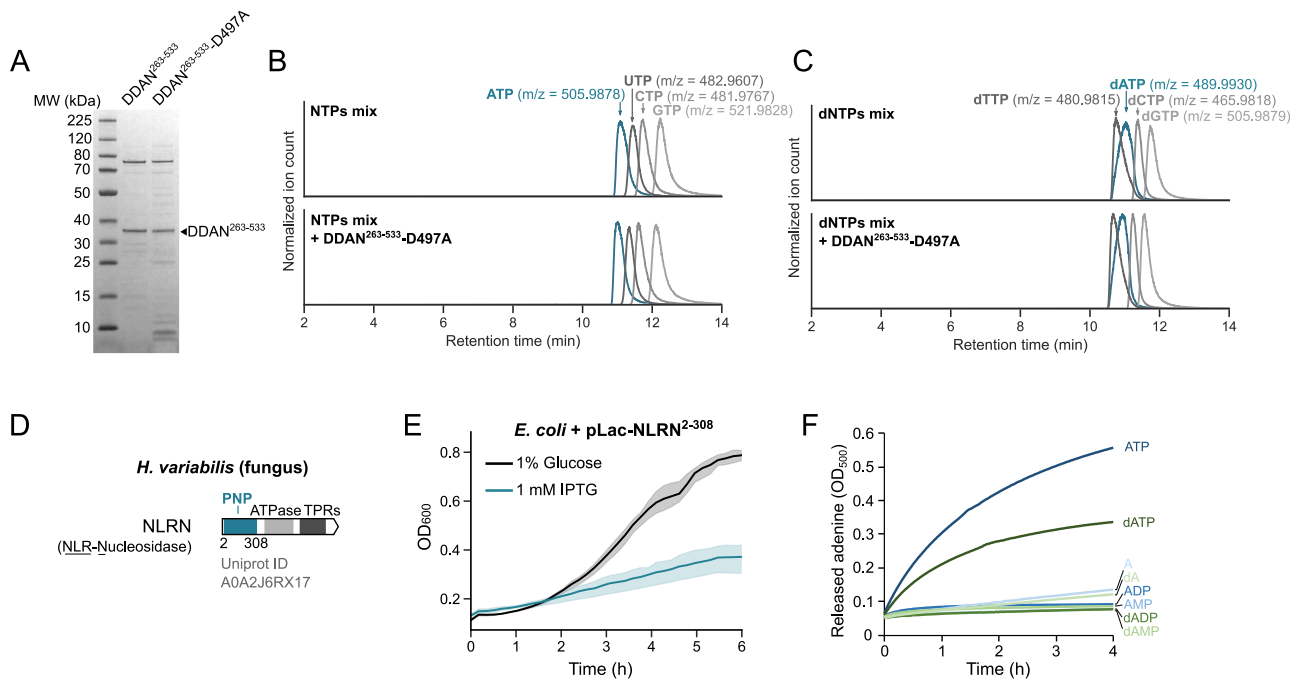 A
MW (kDa)
DDAN263-533
DDAN263-533-D497A
225
120
80
70
50
40
30
25
15
10
◄DDAN263-533
B
NTPs mix
ATP (m/z = 505.9878)
UTP (m/z = 482.9607)
CTP (m/z = 481.9767)
GTP (m/z = 521.9828)
NTPs mix
+ DDAN263-533-D497A
Normalized ion count
2 4 6 8 10 12 14
Retention time (min)
C
dNTPs mix
dATP (m/z = 489.9930)
dTTP (m/z = 480.9815)
dCTP (m/z = 465.9818)
dGTP (m/z = 505.9879)
dNTPs mix
+ DDAN263-533-D497A
Normalized ion count
2 4 6 8 10 12 14
Retention time (min)
D
H. variabilis (fungus)
PNP
ATPase TPRs
NLRN
(NLR-Nucleosidase)
2 308
Uniprot ID
A0A2J6RX17
E
E. coli + pLac-NLRN2-308
1% Glucose
1 mM IPTG
OD600
0.8
0.6
0.4
0.2
0 1 2 3 4 5 6
Time (h)
F
Released adenine (OD500)
0.6
0.5
0.4
0.3
0.2
0.1
0
0 1 2 3 4
Time (h)
ATP
dATP
A
dA
ADP
AMP
dADP
dAMP